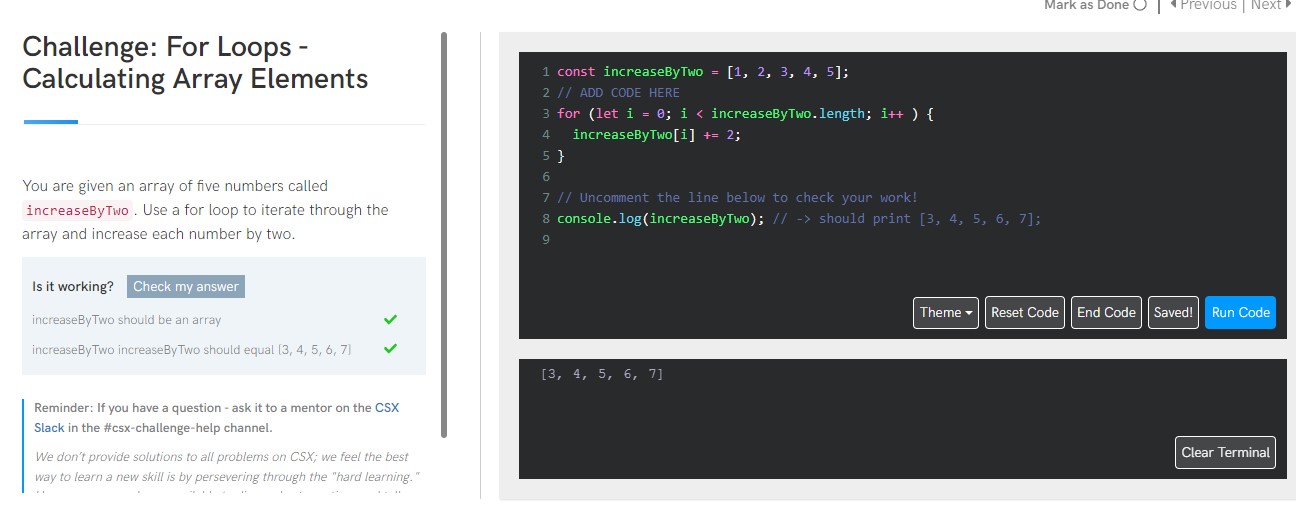 Mark as Done | Previous | Next
Challenge: For Loops -
Calculating Array Elements
You are given an array of five numbers called
increaseByTwo . Use a for loop to iterate through the
array and increase each number by two.
Is it working? Check my answer
increaseByTwo should be an array
increaseByTwo increaseByTwo should equal [3, 4, 5, 6, 7]
Reminder: If you have a question - ask it to a mentor on the CSX
Slack in the #csx-challenge-help channel.
We don't provide solutions to all problems on CSX; we feel the best
way to learn a new skill is by persevering through the "hard learning."
1 const increaseByTwo = [1, 2, 3, 4, 5];
2 // ADD CODE HERE
3 for (let i = 0; i < increaseByTwo.length; i++ ) {
4 increaseByTwo[i] += 2;
5 }
6
7 // Uncomment the line below to check your work!
8 console.log(increaseByTwo); // -> should print [3, 4, 5, 6, 7];
9
Theme Reset Code End Code Saved! Run Code
[3, 4, 5, 6, 7]
Clear Terminal